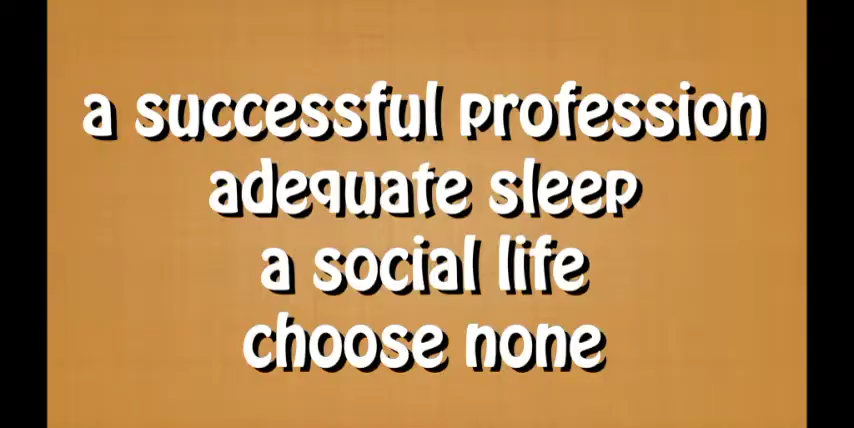 a successful profession
adequate sleep
a social life
choose none